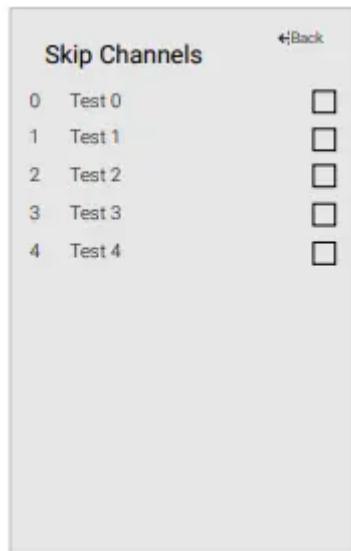 Back
Skip Channels
0 Test 0
1 Test 1
2 Test 2
3 Test 3
4 Test 4